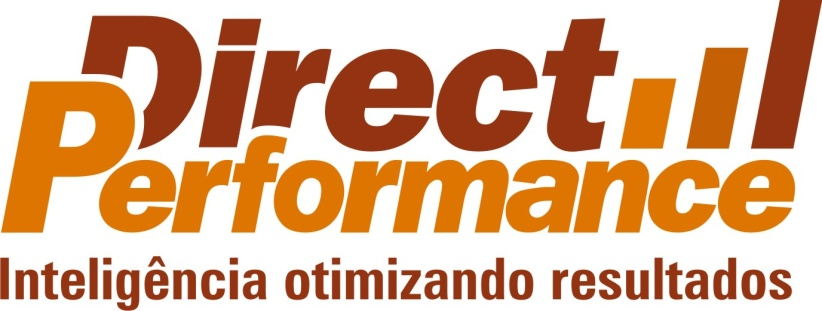 Direct
Performance
Inteligência otimizando resultados